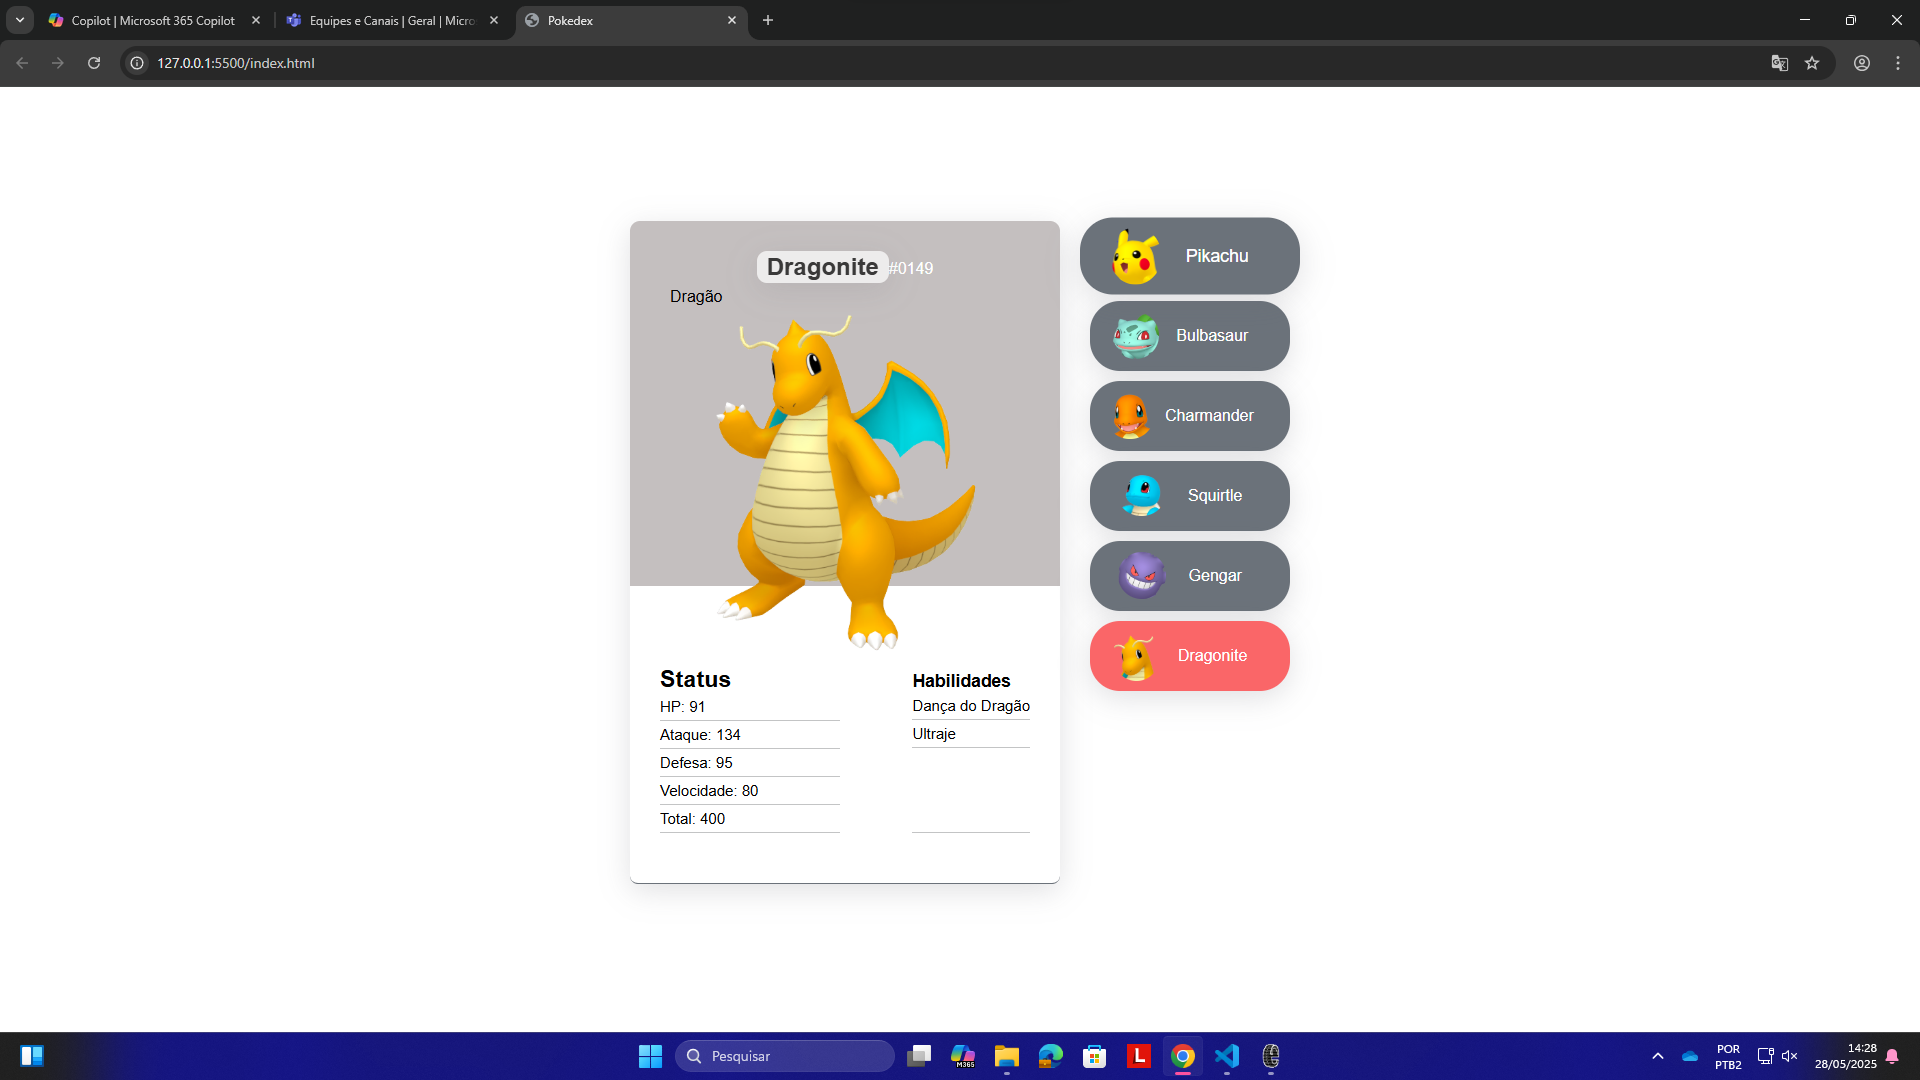 Copilot | Microsoft 365 Copilot
Equipes e Canais | Geral | Micro
Pokedex
127.0.0.1:5500/index.html
Dragonite #0149
Dragão
Status
HP: 91
Ataque: 134
Defesa: 95
Velocidade: 80
Total: 400
Habilidades
Dança do Dragão
Ultraje
Pikachu
Bulbasaur
Charmander
Squirtle
Gengar
Dragonite
Pesquisar
M365
L
POR
PTB2
14:28
28/05/2025